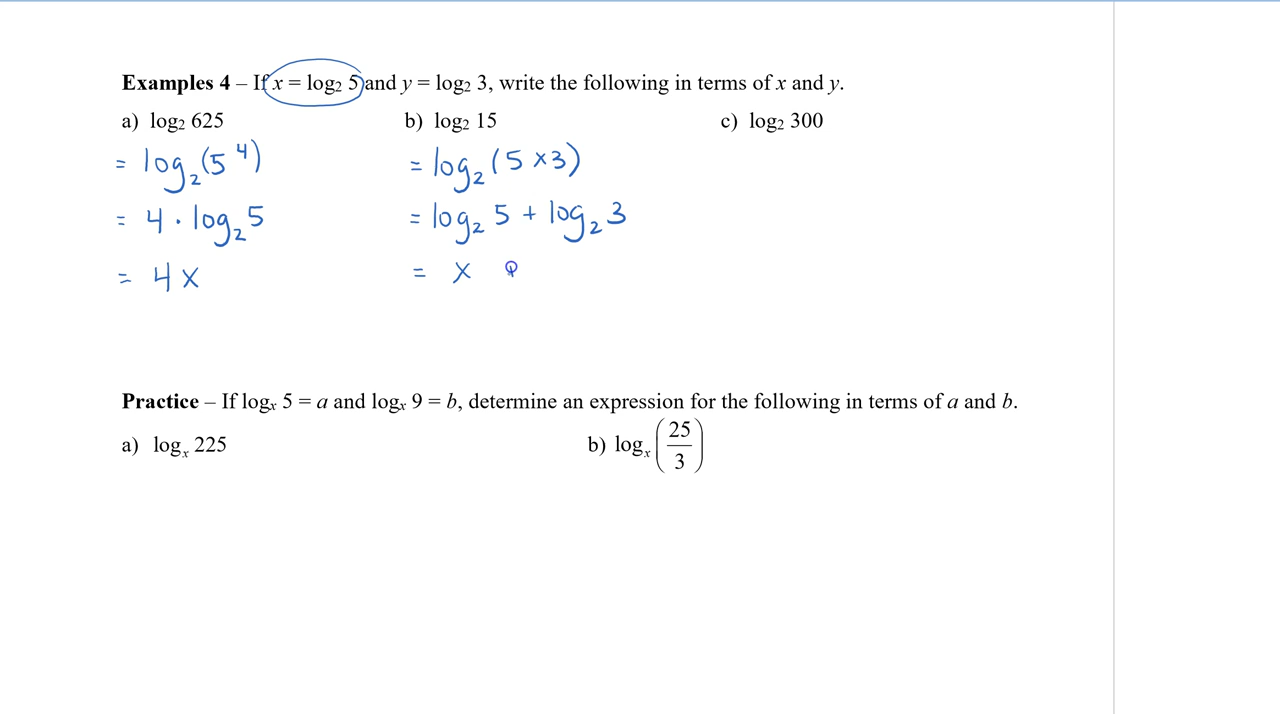 Examples 4 – If x = log₂ 5 and y = log₂ 3, write the following in terms of x and y.
a) log₂ 625 b) log₂ 15 c) log₂ 300
= log₂(5⁴) = log₂(5×3)
= 4 · log₂5 = log₂ 5 + log₂ 3
= 4x = x
Practice – If logₓ 5 = a and logₓ 9 = b, determine an expression for the following in terms of a and b.
a) logₓ 225 b) logₓ(25/3)